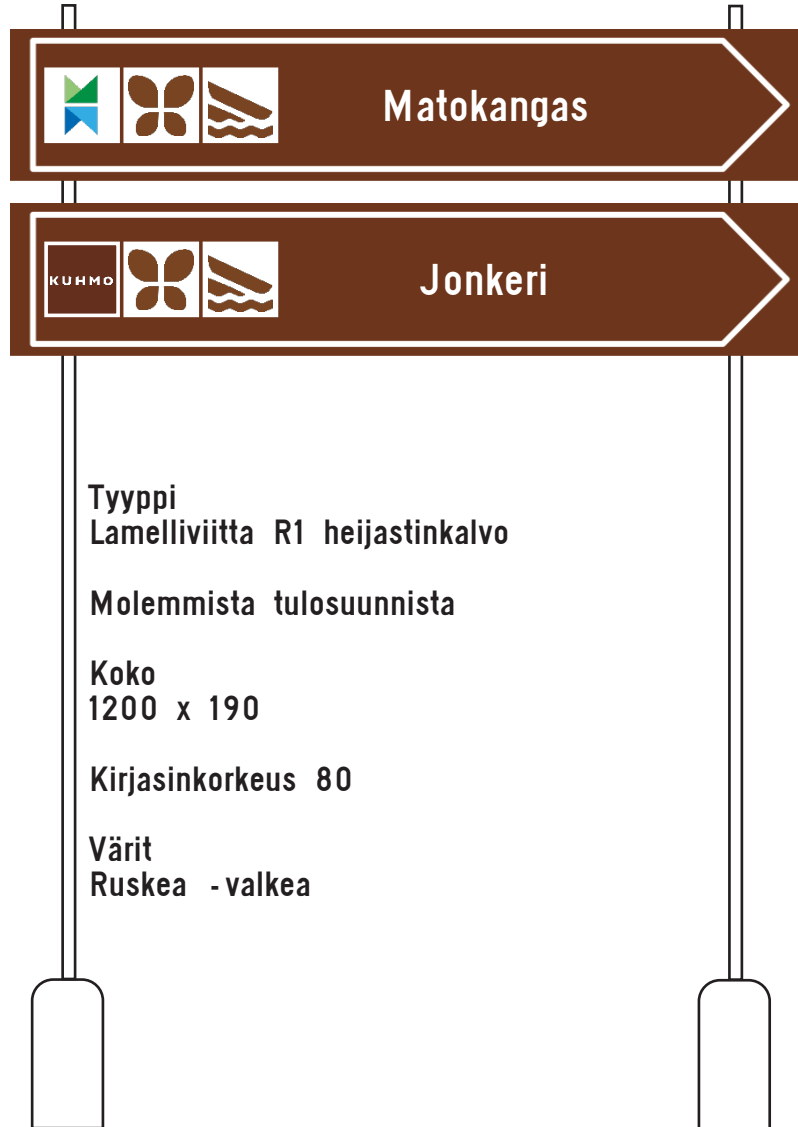 Matokangas
KUHMO
Jonkeri
Tyyppi
Lamelliviitta R1 heijastinkalvo
Molemmista tulosuunnista
Koko
1200 x 190
Kirjasinkorkeus 80
Värit
Ruskea - valkea